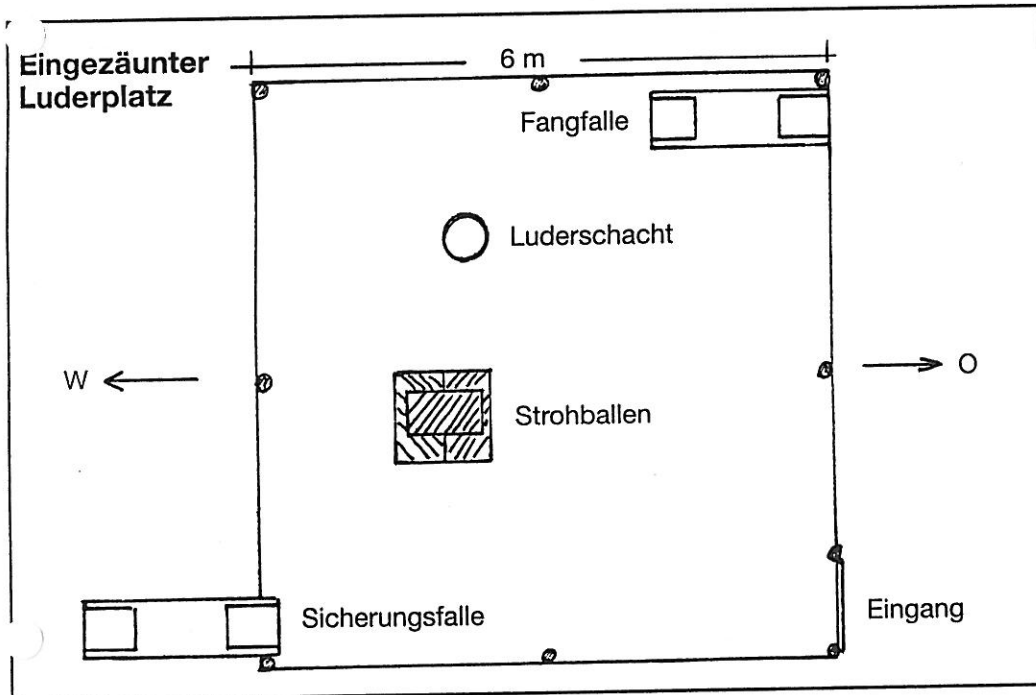 Eingezäunter
Luderplatz
6 m
Fangfalle
Luderschacht
W
O
Strohballen
Sicherungsfalle
Eingang